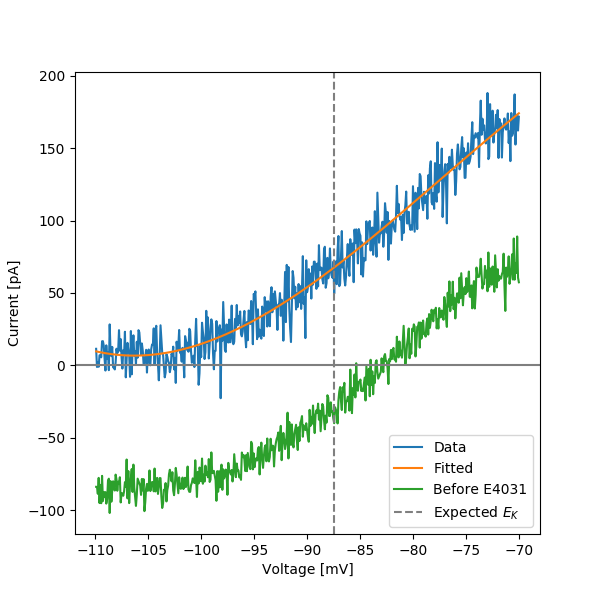 200
150
100
50
0
−50
−100
Current [pA]
−110
−105
−100
−95
−90
−85
−80
−75
−70
Voltage [mV]
Data
Fitted
Before E4031
Expected E_K